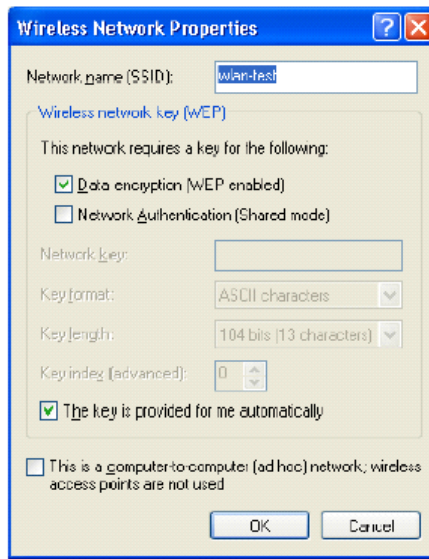 Wireless Network Properties
Network name (SSID): wlan-test
Wireless network key (WEP)
This network requires a key for the following:
Data encryption (WEP enabled)
Network Authentication (Shared mode)
Network key:
Key format: ASCII characters
Key length: 104 bits (13 characters)
Key index (advanced): 0
The key is provided for me automatically
This is a computer-to-computer (ad hoc) network; wireless
access points are not used
OK Cancel